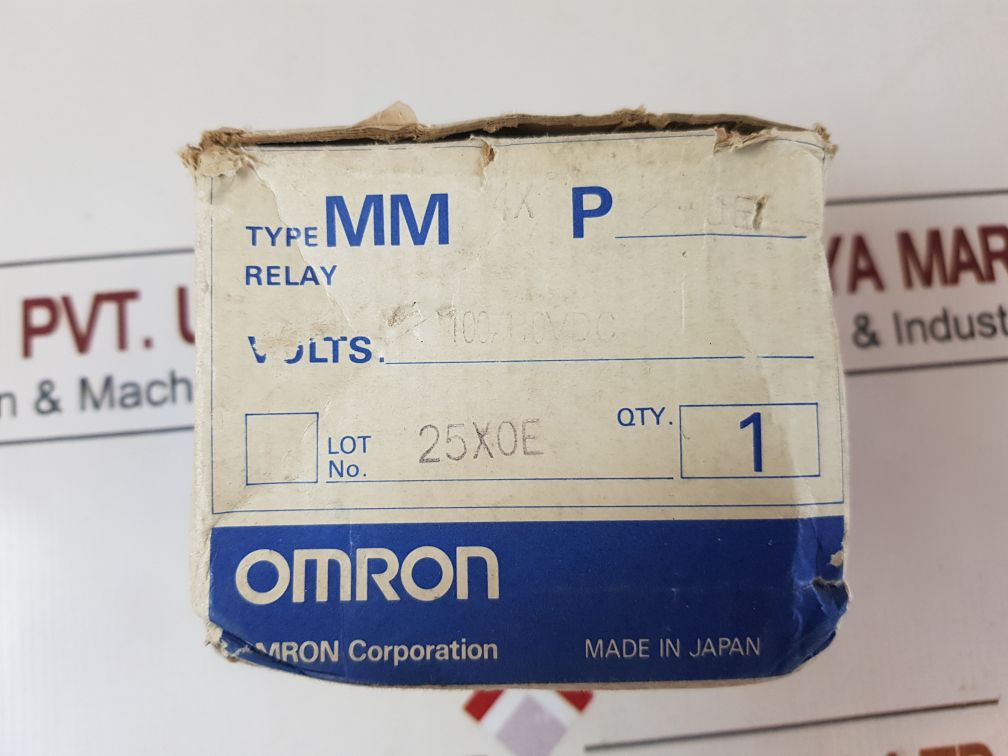 TYPE MM 4X P
RELAY
VOLTS. VDC
LOT No. 25X0E
QTY. 1
OMRON
OMRON Corporation MADE IN JAPAN
PVT. U
YA MAR
n & Mach
& Indust